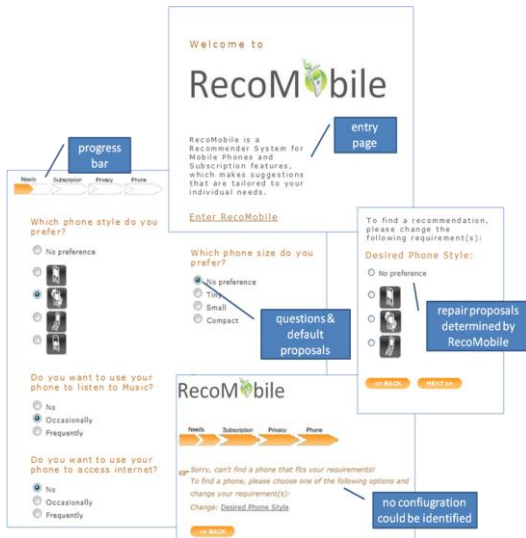 Welcome to
RecoMobile
RecoMobile is a
Recommender System for
Mobile Phones and
Subscription features,
which makes suggestions
that are tailored to your
individual needs.
Enter RecoMobile
entry
page
progress
bar
Needs Subscription Privacy Phone
Which phone style do you
prefer?
No preference
Do you want to use your
phone to listen to Music?
No
Occasionally
Frequently
Do you want to use your
phone to access internet?
No
Occasionally
Frequently
Which phone size do you
prefer?
No preference
Tiny
Small
Compact
questions &
default
proposals
To find a recommendation,
please change the
following requirement(s):
Desired Phone Style:
No preference
<< BACK NEXT >>
repair proposals
determined by
RecoMobile
RecoMobile
Needs Subscription Privacy Phone
Sorry, can't find a phone that fits your requirements!
To find a phone, please choose one of the following options and
change your requirement(s):
Change: Desired Phone Style
<< BACK
no confiugration
could be identified